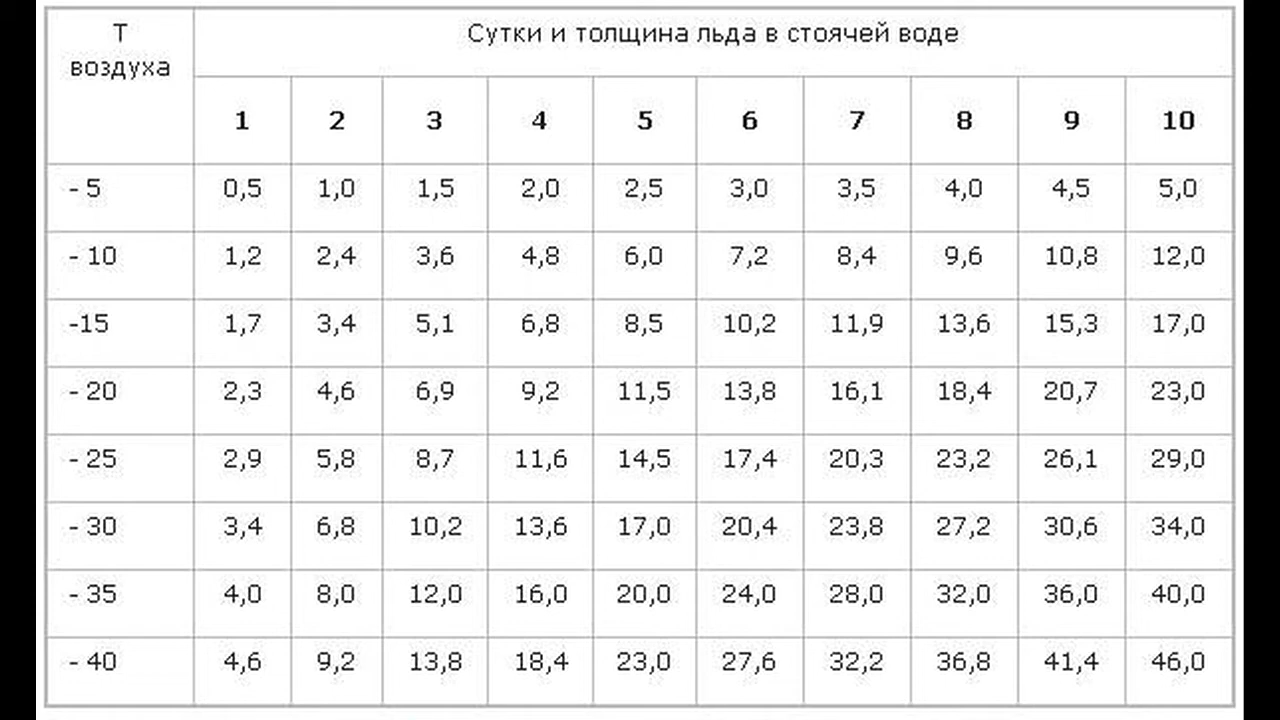 Т Сутки и толщина льда в стоячей воде
воздуха
1 2 3 4 5 6 7 8 9 10
- 5 0,5 1,0 1,5 2,0 2,5 3,0 3,5 4,0 4,5 5,0
- 10 1,2 2,4 3,6 4,8 6,0 7,2 8,4 9,6 10,8 12,0
-15 1,7 3,4 5,1 6,8 8,5 10,2 11,9 13,6 15,3 17,0
- 20 2,3 4,6 6,9 9,2 11,5 13,8 16,1 18,4 20,7 23,0
- 25 2,9 5,8 8,7 11,6 14,5 17,4 20,3 23,2 26,1 29,0
- 30 3,4 6,8 10,2 13,6 17,0 20,4 23,8 27,2 30,6 34,0
- 35 4,0 8,0 12,0 16,0 20,0 24,0 28,0 32,0 36,0 40,0
- 40 4,6 9,2 13,8 18,4 23,0 27,6 32,2 36,8 41,4 46,0